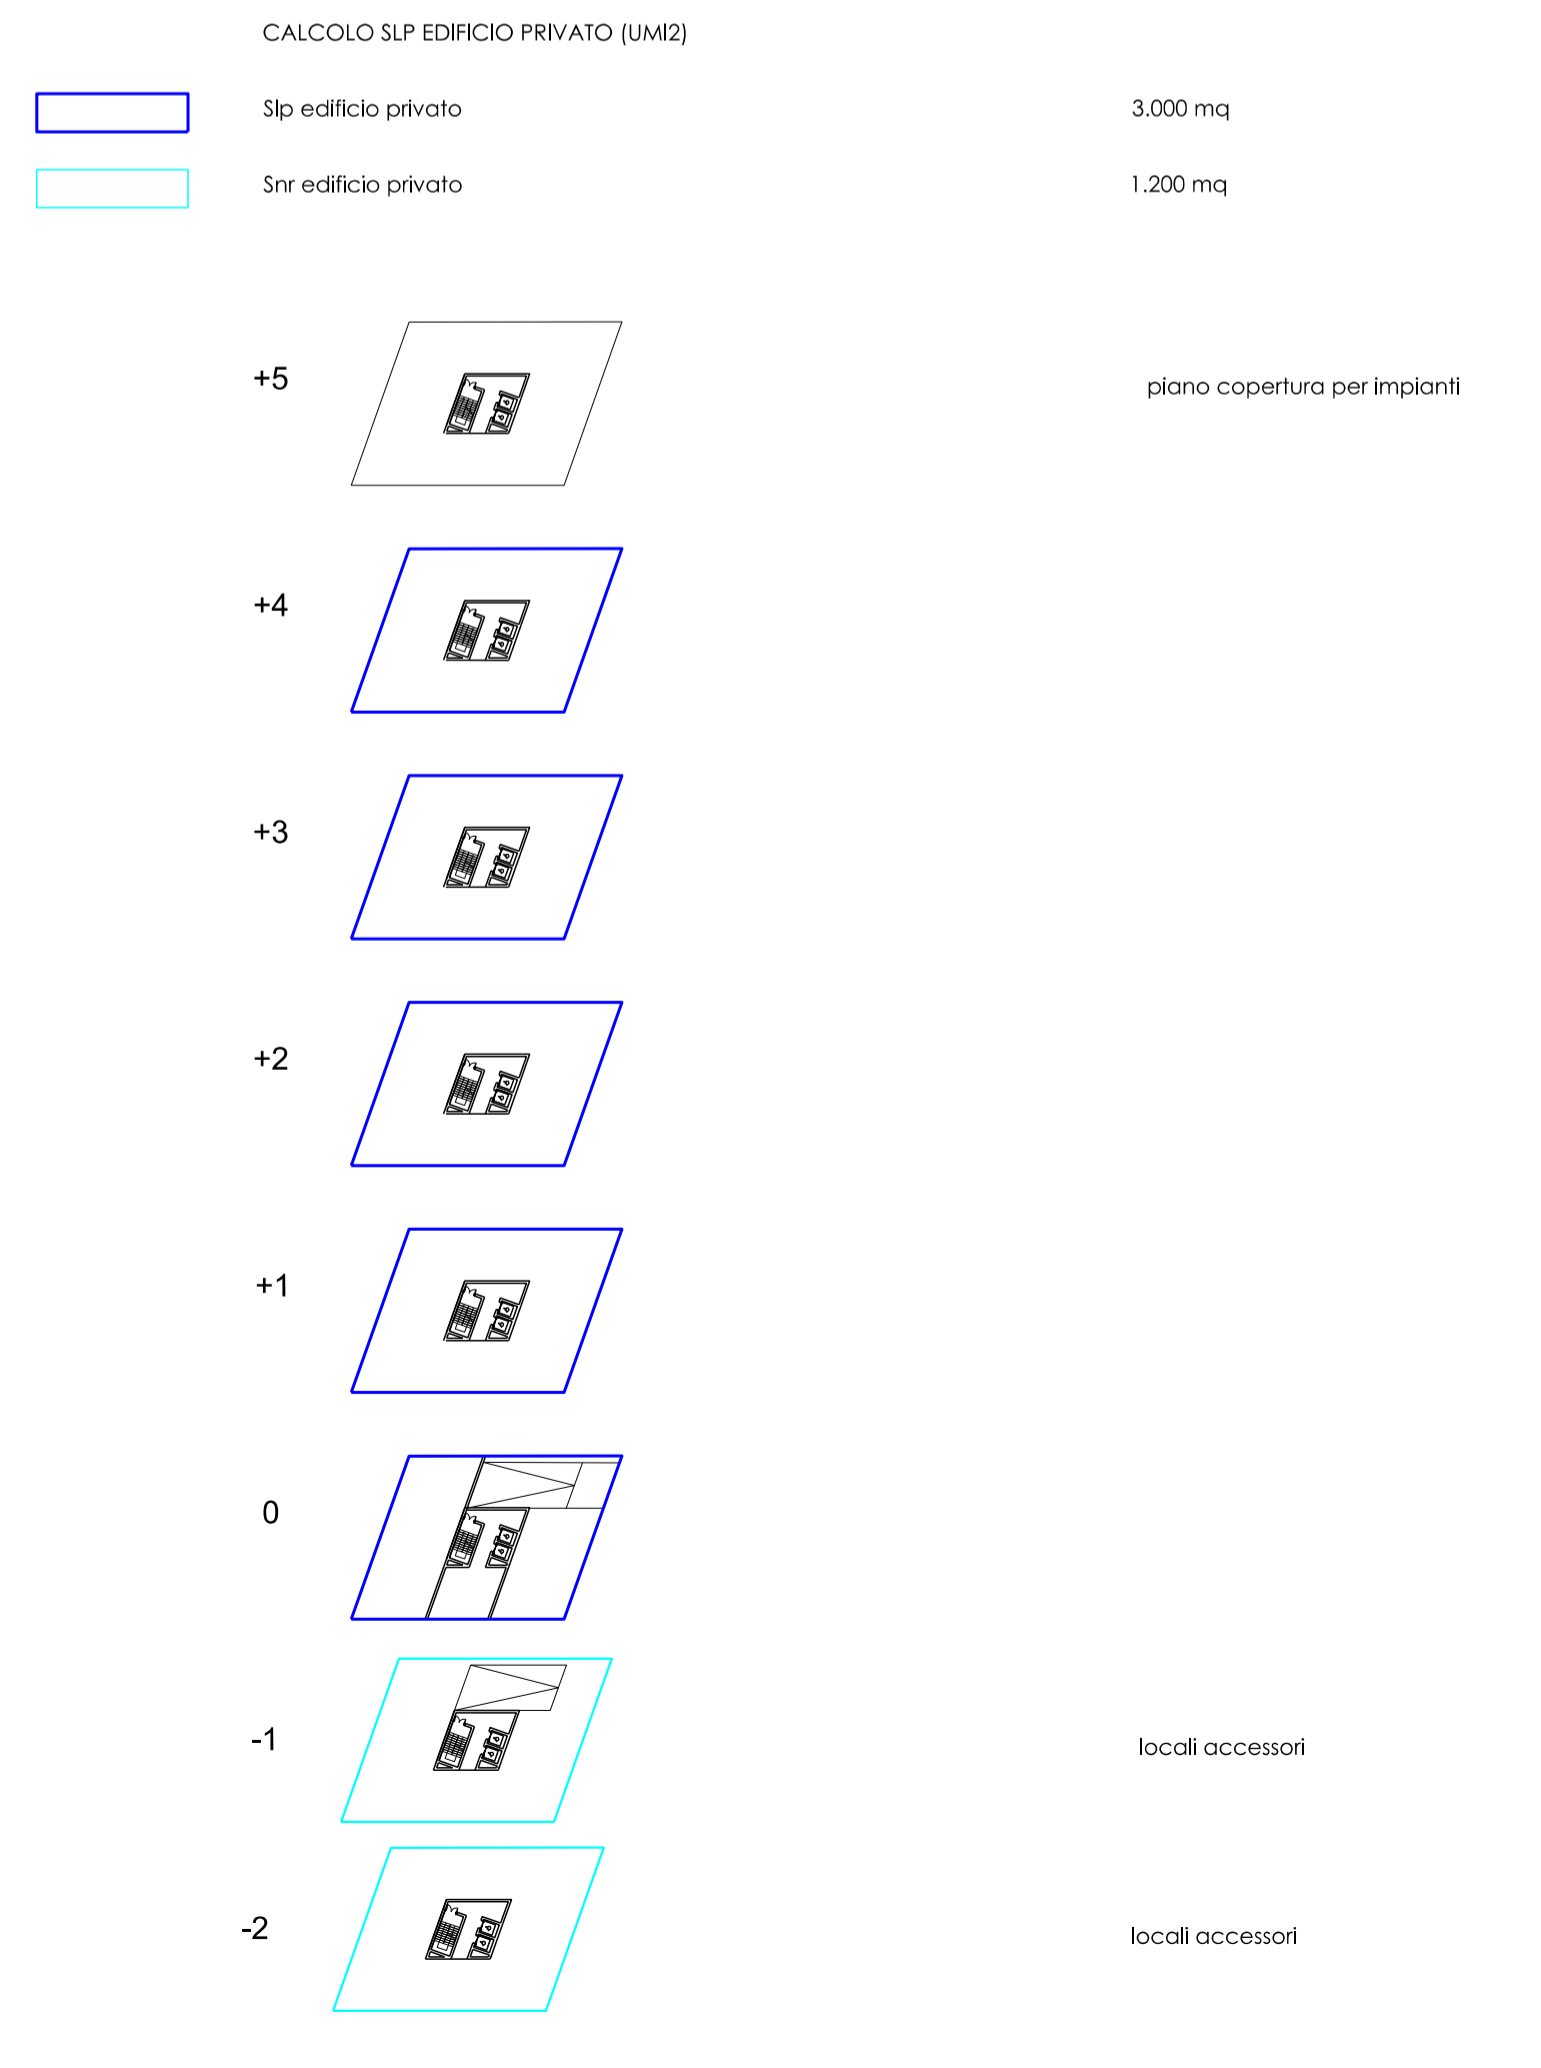 CALCOLO SLP EDIFICIO PRIVATO (UMI2)
Slp edificio privato 3.000 mq
Snr edificio privato 1.200 mq
+5 piano copertura per impianti
+4
+3
+2
+1
0
-1 locali accessori
-2 locali accessori